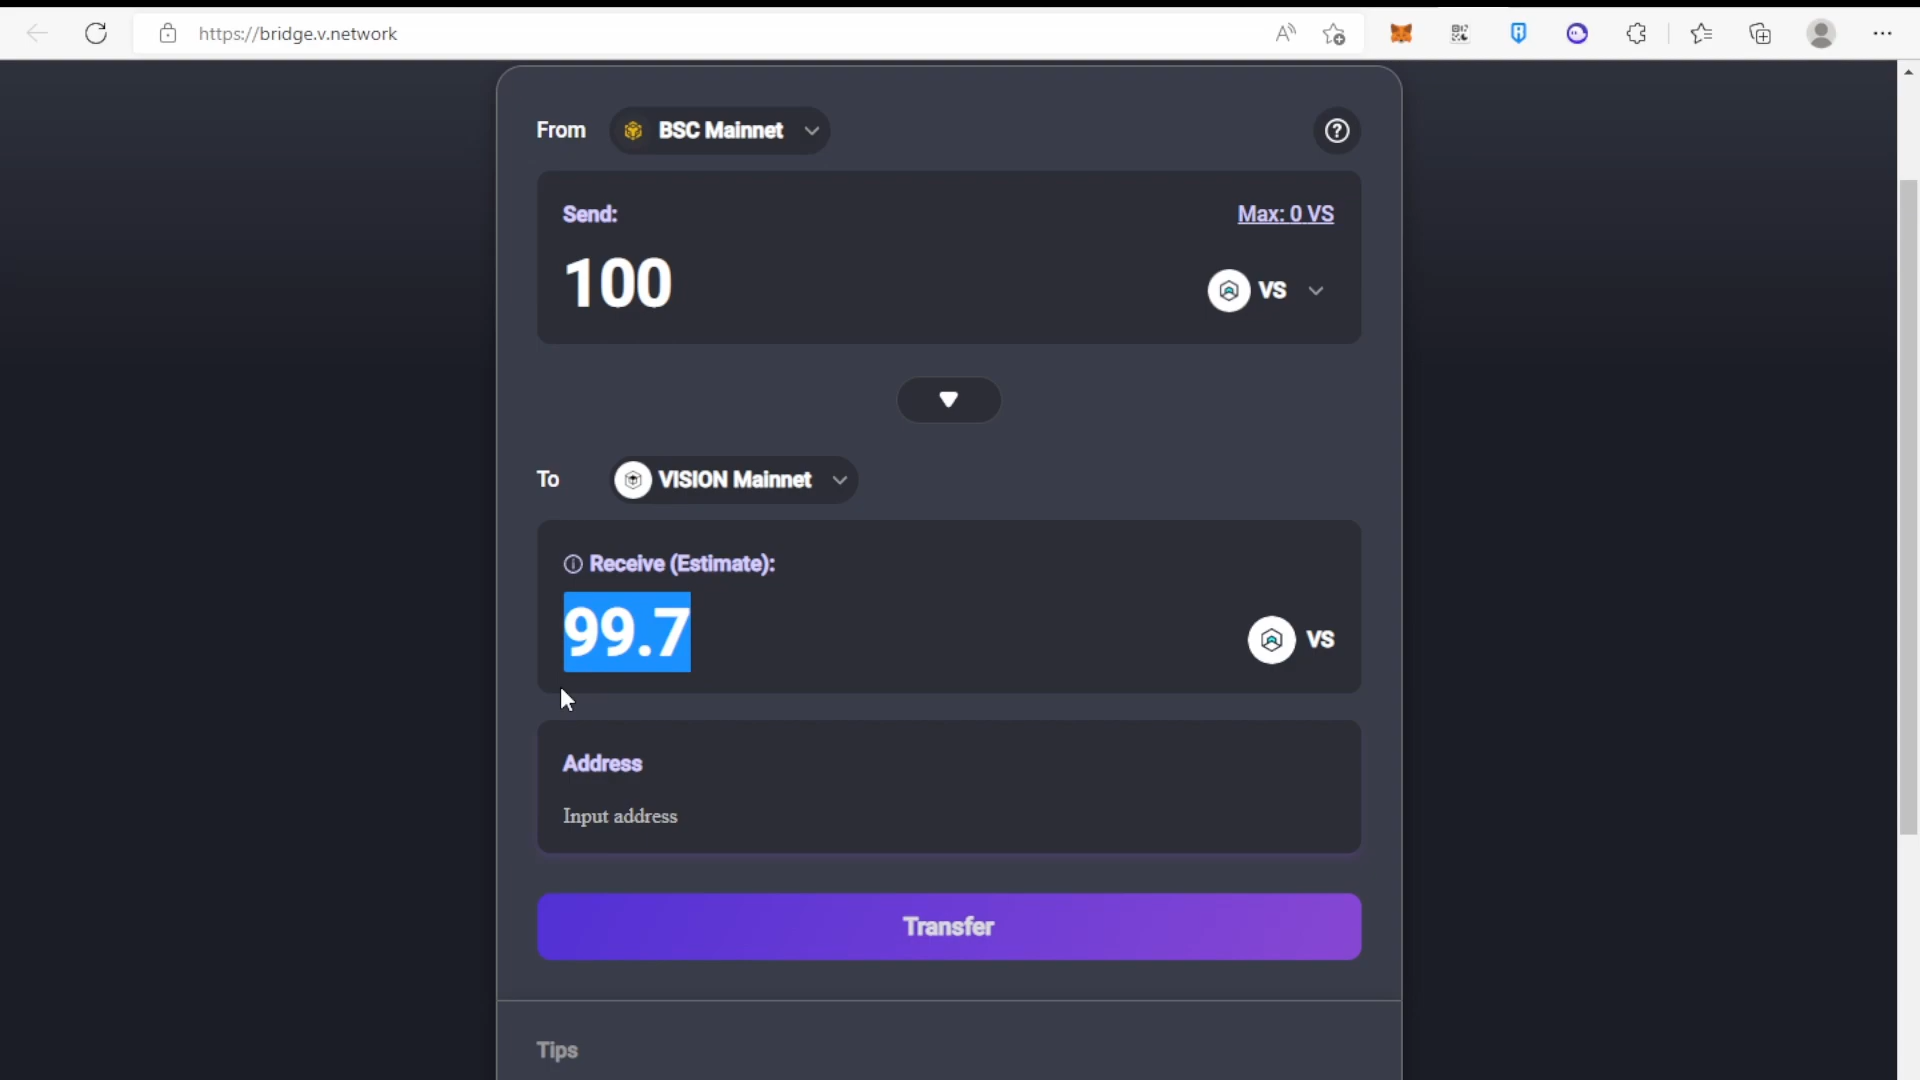 https://bridge.v.network
From BSC Mainnet
Send: Max: 0 VS
100 VS
To VISION Mainnet
Receive (Estimate):
99.7 VS
Address
Input address
Transfer
Tips